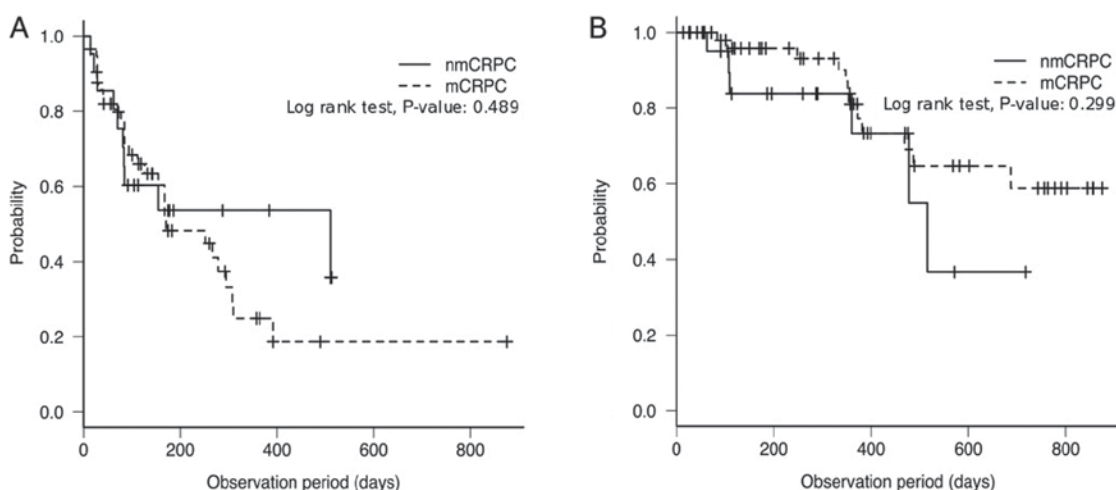 A
1.0
0.8
0.6
0.4
0.2
0.0
Probability
nmCRPC
mCRPC
Log rank test, P-value: 0.489
0
200
400
600
800
Observation period (days)
B
1.0
0.8
0.6
0.4
0.2
0.0
Probability
nmCRPC
mCRPC
Log rank test, P-value: 0.299
0
200
400
600
800
Observation period (days)